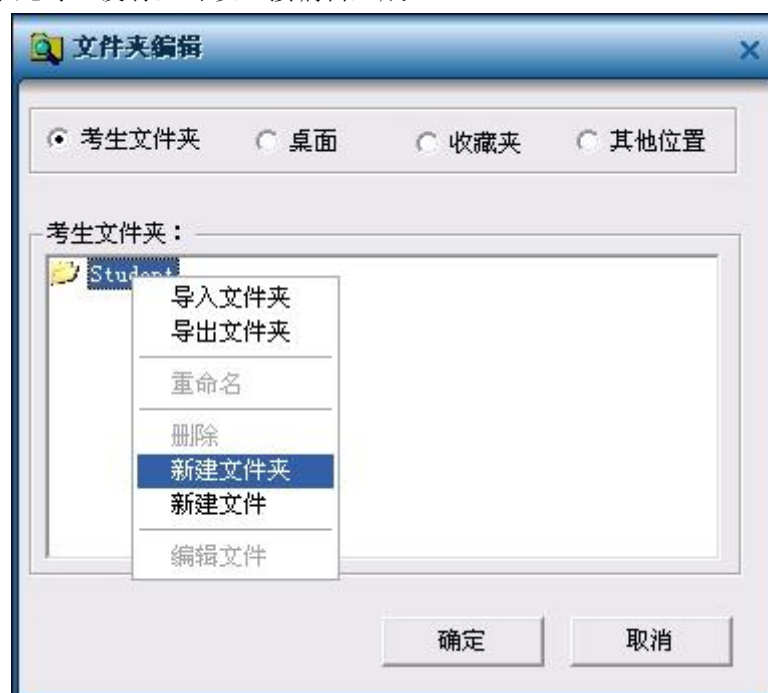 文件夹编辑
考生文件夹 桌面 收藏夹 其他位置
考生文件夹：
Student
导入文件夹
导出文件夹
重命名
删除
新建文件夹
新建文件
编辑文件
确定 取消